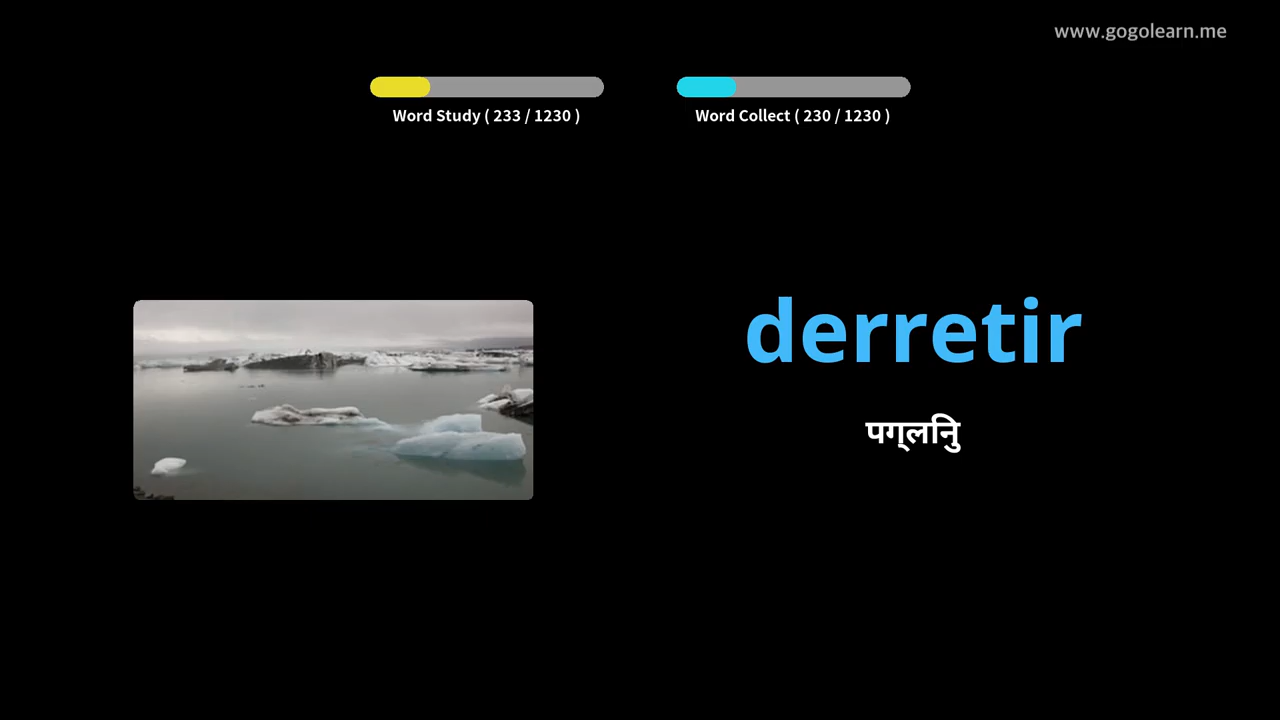 www.gogolearn.me
Word Study ( 233 / 1230 )
Word Collect ( 230 / 1230 )
derretir
पग्लनिु